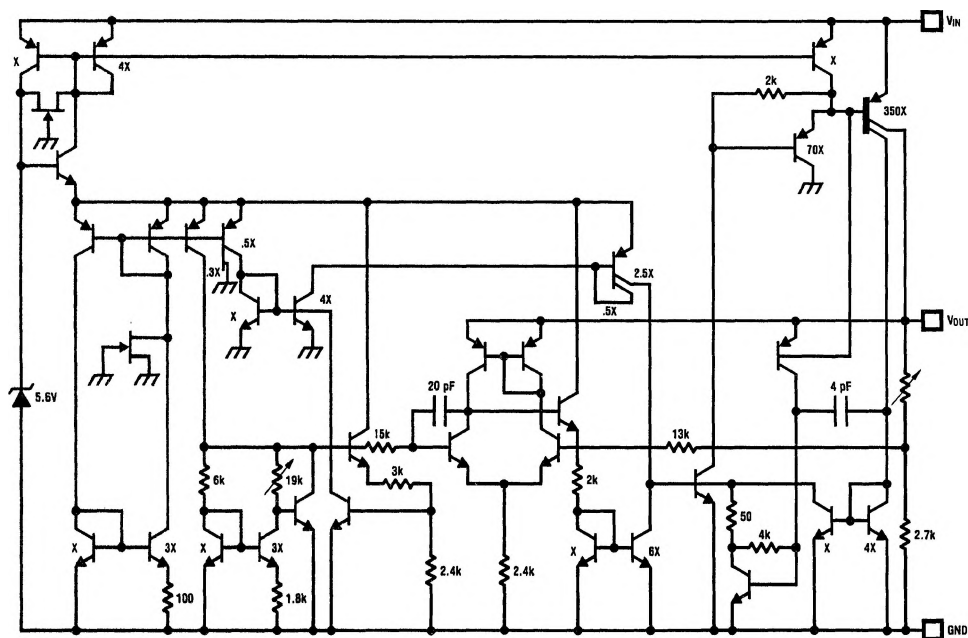 VIN
X
4X
X
2k
350X
70X
.5X
.3X
2.5X
4X
X
.5X
VOUT
20 pF
4 pF
5.6V
15k
13k
6k
19k
3k
2k
50
4k
X
3X
X
3X
2.4k
2.4k
X
6X
X
4X
2.7k
100
1.8k
GND